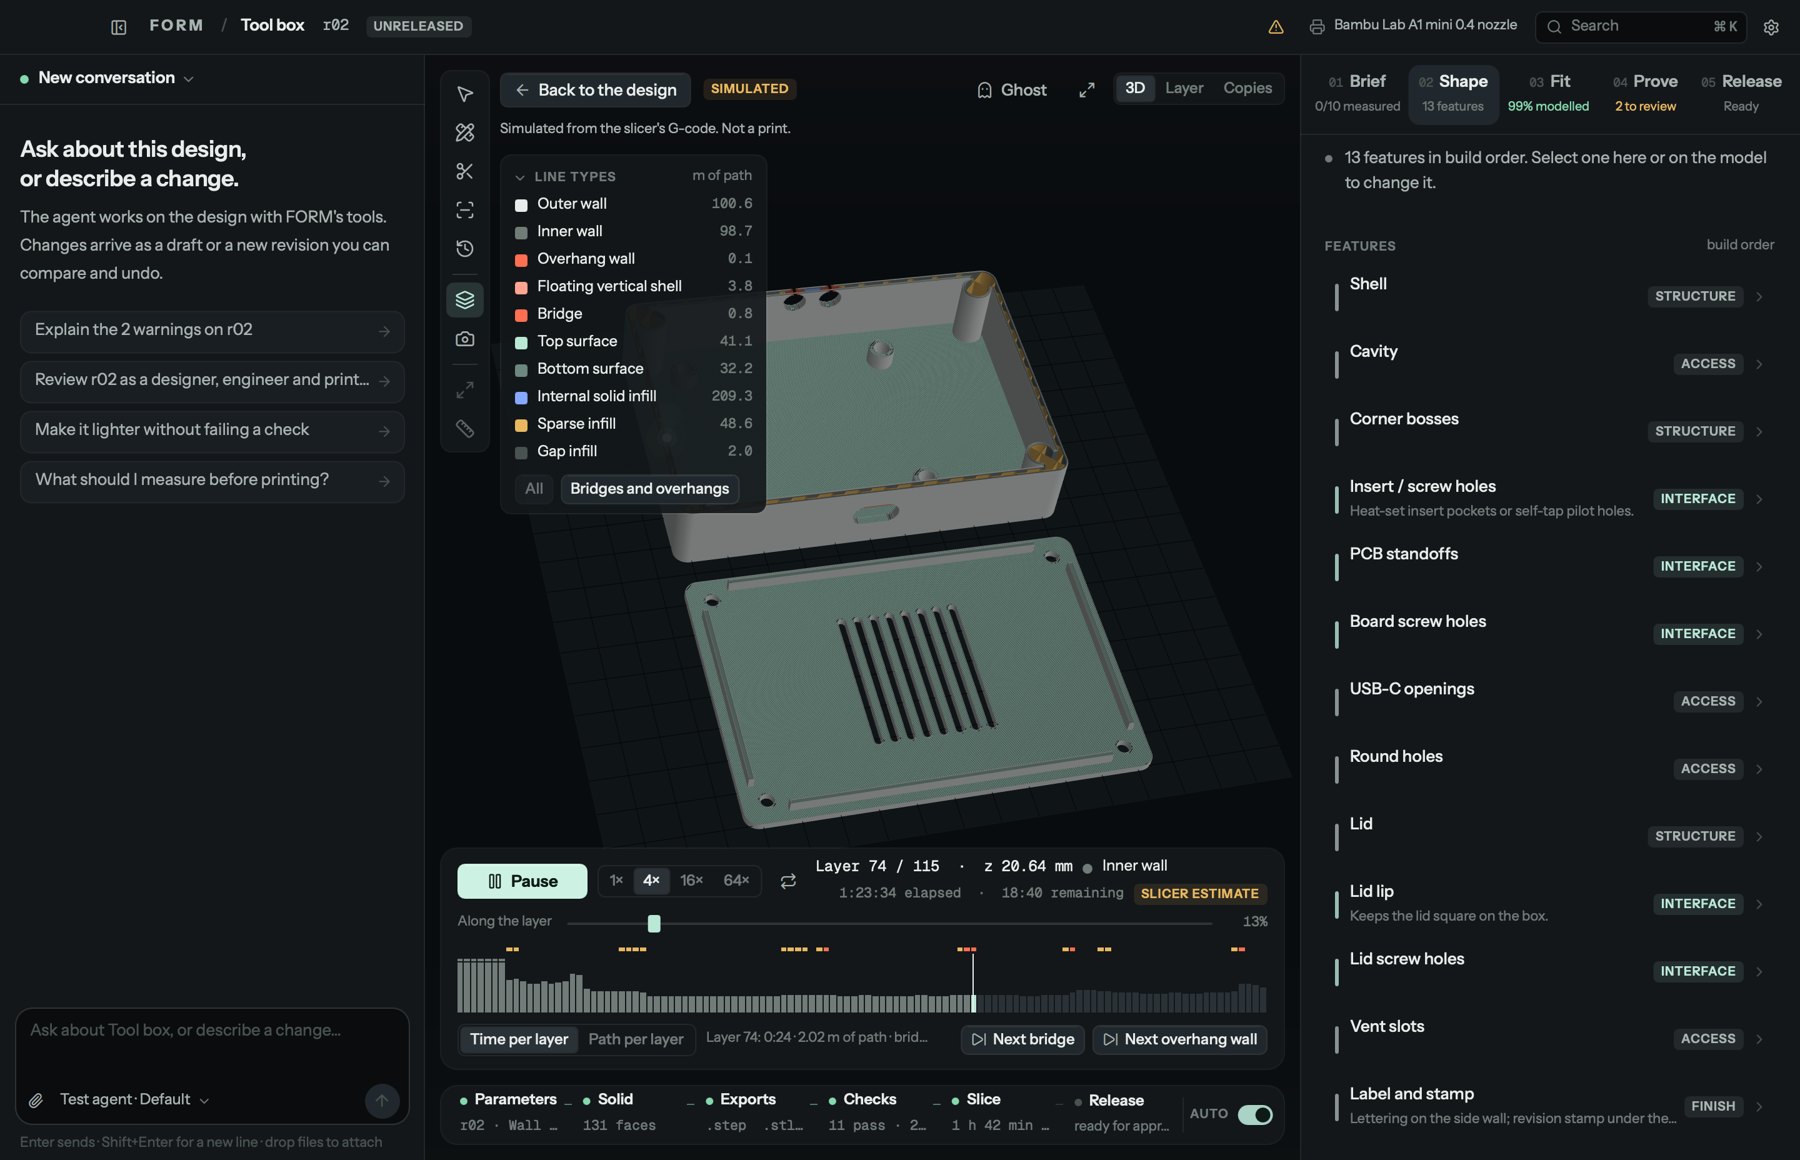 FORM / Tool box r02 UNRELEASED
Bambu Lab A1 mini 0.4 nozzle
Search ⌘ K
New conversation
Ask about this design,
or describe a change.
The agent works on the design with FORM's tools.
Changes arrive as a draft or a new revision you can
compare and undo.
Explain the 2 warnings on r02
Review r02 as a designer, engineer and print...
Make it lighter without failing a check
What should I measure before printing?
Ask about Tool box, or describe a change...
Test agent · Default
Enter sends · Shift+Enter for a new line · drop files to attach
Back to the design SIMULATED
Ghost
3D Layer Copies
Simulated from the slicer's G-code. Not a print.
LINE TYPES m of path
Outer wall 100.6
Inner wall 98.7
Overhang wall 0.1
Floating vertical shell 3.8
Bridge 0.8
Top surface 41.1
Bottom surface 32.2
Internal solid infill 209.3
Sparse infill 48.6
Gap infill 2.0
All Bridges and overhangs
Pause 1× 4× 16× 64×
Layer 74 / 115 · z 20.64 mm Inner wall
1:23:34 elapsed · 18:40 remaining SLICER ESTIMATE
Along the layer 13%
Time per layer Path per layer Layer 74: 0:24 · 2.02 m of path · brid... Next bridge Next overhang wall
Parameters Solid Exports Checks Slice Release
r02 · Wall … 131 faces .step .stl… 11 pass · 2… 1 h 42 min … ready for appr...
AUTO
01 Brief 02 Shape 03 Fit 04 Prove 05 Release
0/10 measured 13 features 99% modelled 2 to review Ready
13 features in build order. Select one here or on the model
to change it.
FEATURES build order
Shell
STRUCTURE
Cavity
ACCESS
Corner bosses
STRUCTURE
Insert / screw holes
INTERFACE
Heat-set insert pockets or self-tap pilot holes.
PCB standoffs
INTERFACE
Board screw holes
INTERFACE
USB-C openings
ACCESS
Round holes
ACCESS
Lid
STRUCTURE
Lid lip
INTERFACE
Keeps the lid square on the box.
Lid screw holes
INTERFACE
Vent slots
ACCESS
Label and stamp
FINISH
Lettering on the side wall; revision stamp under the...